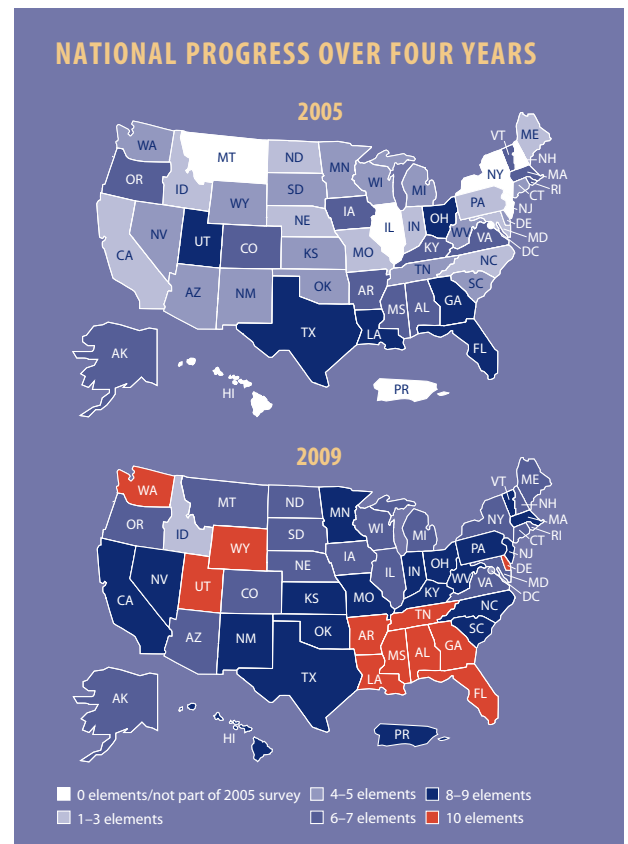 NATIONAL PROGRESS OVER FOUR YEARS
2005
WA
MT
ND
MN
VT
ME
OR
ID
SD
WI
MI
NY
NH
MA
WY
RI
CT
NV
NE
IA
PA
NJ
UT
CO
IL
IN
OH
DE
CA
KS
MO
WV
VA
MD
KY
DC
AZ
NM
OK
AR
TN
NC
SC
TX
LA
MS
AL
GA
FL
AK
HI
PR
2009
WA
MT
ND
MN
VT
ME
OR
ID
SD
WI
MI
NY
NH
MA
WY
RI
CT
NV
NE
IA
PA
NJ
UT
CO
IL
IN
OH
DE
CA
KS
MO
WV
VA
MD
KY
DC
AZ
NM
OK
AR
TN
NC
SC
TX
LA
MS
AL
GA
FL
AK
HI
PR
0 elements/not part of 2005 survey
4–5 elements
8–9 elements
1–3 elements
6–7 elements
10 elements